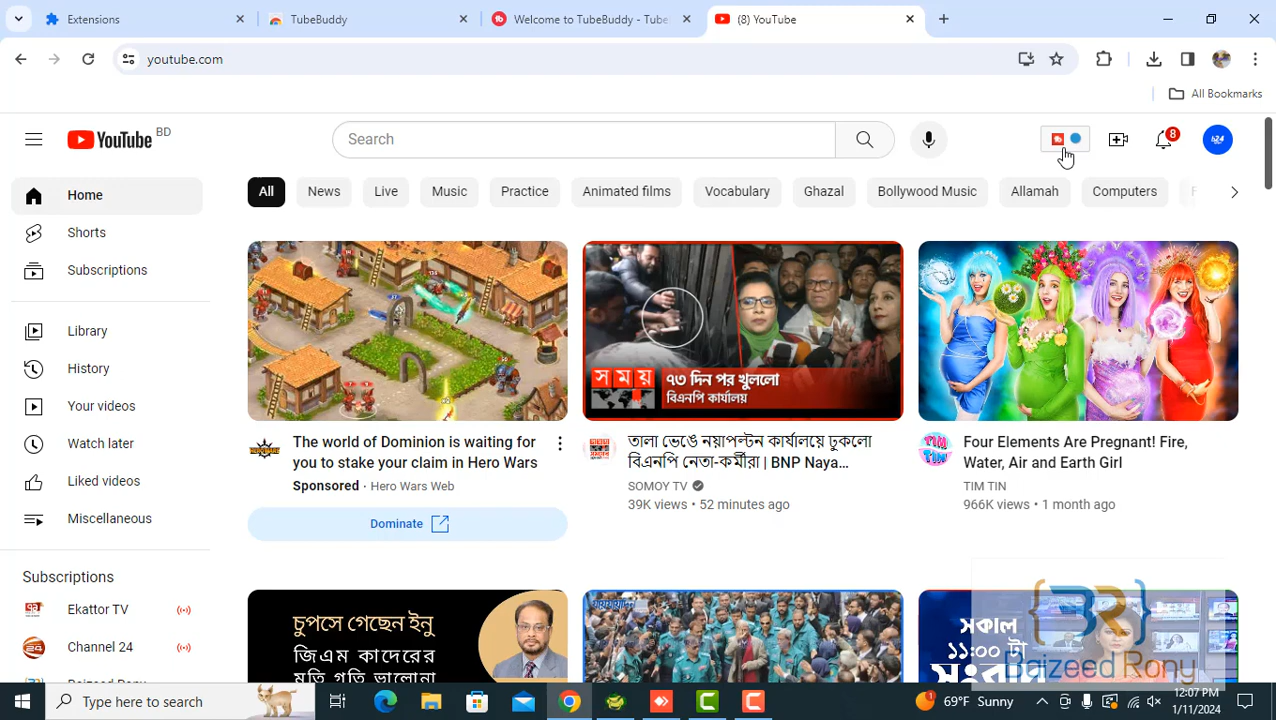 Extensions
TubeBuddy
Welcome to TubeBuddy - Tube
(8) YouTube
youtube.com
All Bookmarks
YouTube BD
Search
8
b24
Home
Shorts
Subscriptions
Library
History
Your videos
Watch later
Liked videos
Miscellaneous
Subscriptions
Ekattor TV
Channel 24
All
News
Live
Music
Practice
Animated films
Vocabulary
Ghazal
Bollywood Music
Allamah
Computers
সময়
৭৩ দিন পর খুললো
বিএনপি কার্যালয়
The world of Dominion is waiting for
you to stake your claim in Hero Wars
Sponsored · Hero Wars Web
Dominate
তালা ভেঙে নয়াপল্টন কার্যালয়ে ঢুকলো
বিএনপি নেতা-কর্মীরা | BNP Naya...
SOMOY TV
39K views • 52 minutes ago
TIM TIN
Four Elements Are Pregnant! Fire,
Water, Air and Earth Girl
TIM TIN
966K views • 1 month ago
চুপসে গেছেন ইনু
জিএম কাদেরের
সকাল
১১:০০ টা
সংবাদ
{BR}
Baizeed Rony
Type here to search
1
69°F Sunny
12:07 PM
1/11/2024